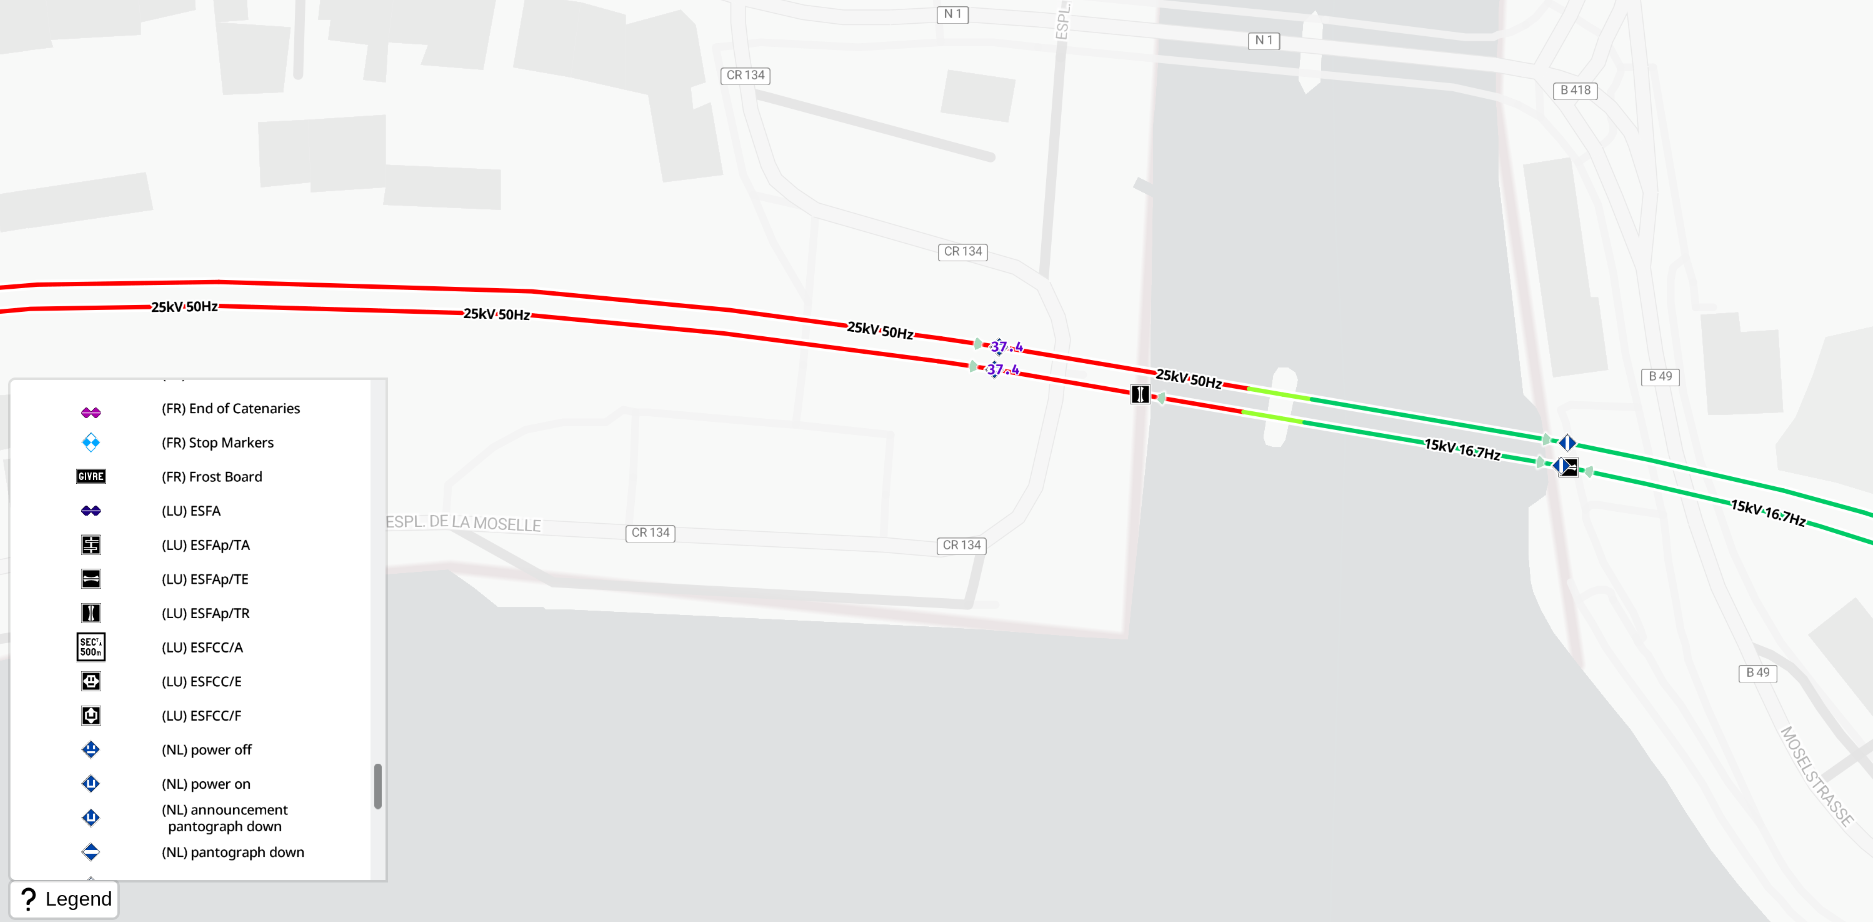 N 1
ESPL.
N 1
CR 134
B 418
CR 134
25kV 50Hz
25kV 50Hz
25kV 50Hz
37.4
37.4
25kV 50Hz
B 49
15kV 16.7Hz
15kV 16.7Hz
ESPL. DE LA MOSELLE
CR 134
CR 134
B 49
MOSELSTRASSE
(FR) End of Catenaries
(FR) Stop Markers
GIVRE
(FR) Frost Board
(LU) ESFA
(LU) ESFAp/TA
(LU) ESFAp/TE
(LU) ESFAp/TR
500m
(LU) ESFCC/A
(LU) ESFCC/E
(LU) ESFCC/F
(NL) power off
(NL) power on
(NL) announcement
pantograph down
(NL) pantograph down
? Legend